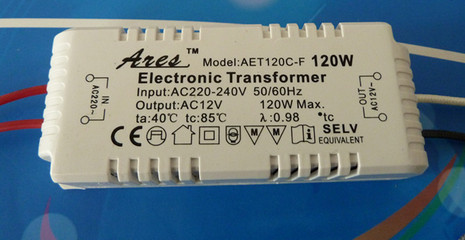 Ares™
Model:AET120C-F 120W
Electronic Transformer
Input:AC220-240V 50/60Hz
Output:AC12V 120W Max.
ta:40℃ tc:85℃ λ:0.98 °tc
CE F M M SELV
EQUIVALENT
AC220~
IN
OUT
AC12V~